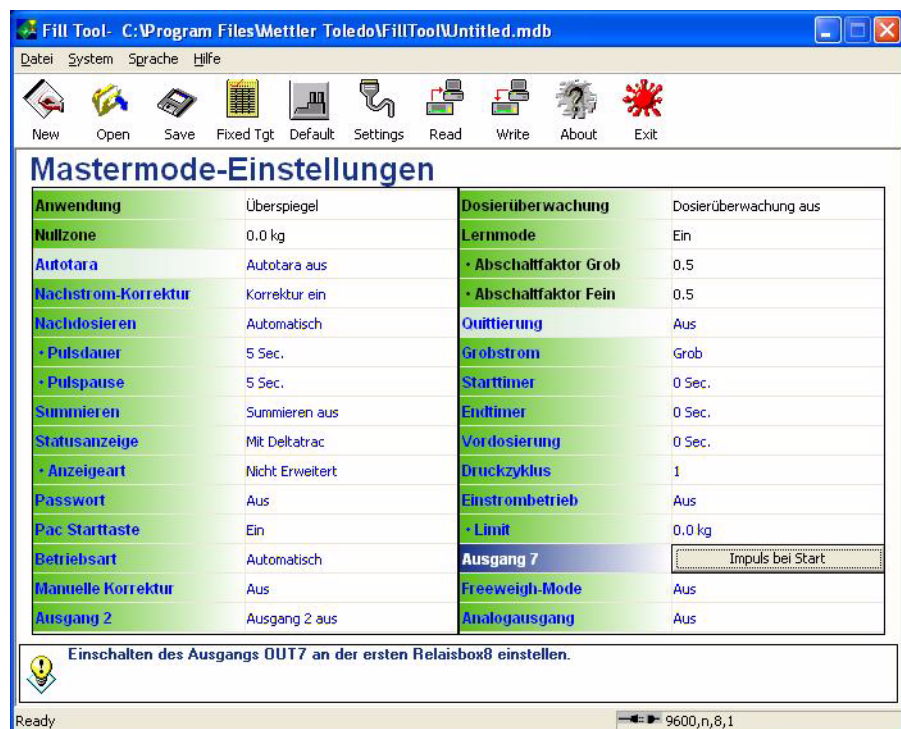 Fill Tool- C:\Program Files\Mettler Toledo\FillTool\Untitled.mdb
Datei System Sprache Hilfe
New Open Save Fixed Tgt Default Settings Read Write About Exit
Mastermode-Einstellungen
Anwendung Überspiegel Dosierüberwachung Dosierüberwachung aus
Nullzone 0.0 kg Lernmode Ein
Autotara Autotara aus • Abschaltfaktor Grob 0.5
Nachstrom-Korrektur Korrektur ein • Abschaltfaktor Fein 0.5
Nachdosieren Automatisch Quittierung Aus
• Pulsdauer 5 Sec. Grobstrom Grob
• Pulspause 5 Sec. Starttimer 0 Sec.
Summieren Summieren aus Endtimer 0 Sec.
Statusanzeige Mit Deltatrac Vordosierung 0 Sec.
• Anzeigeart Nicht Erweitert Druckzyklus 1
Passwort Aus Einstrombetrieb Aus
Pac Starttaste Ein • Limit 0.0 kg
Betriebsart Automatisch Ausgang 7 Impuls bei Start
Manuelle Korrektur Aus Freeweigh-Mode Aus
Ausgang 2 Ausgang 2 aus Analogausgang Aus
Einschalten des Ausgangs OUT7 an der ersten Relaisbox8 einstellen.
Ready 9600,n,8,1